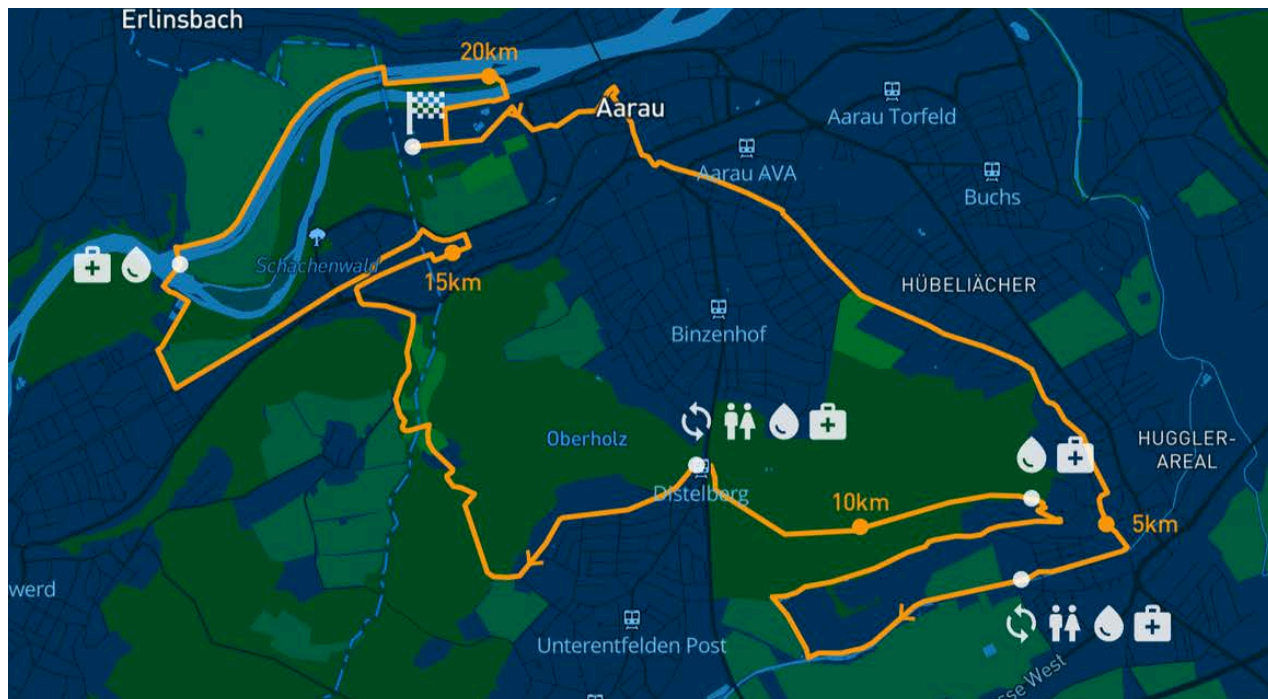 Erlinsbach
20km
Aarau
Aarau Torfeld
Aarau AVA
Buchs
Schachenwald
15km
HÜBELIÄCHER
Binzenhof
Oberholz
HUGGLER-
AREAL
Distelberg
10km
5km
werd
Unterentfelden Post
sse West